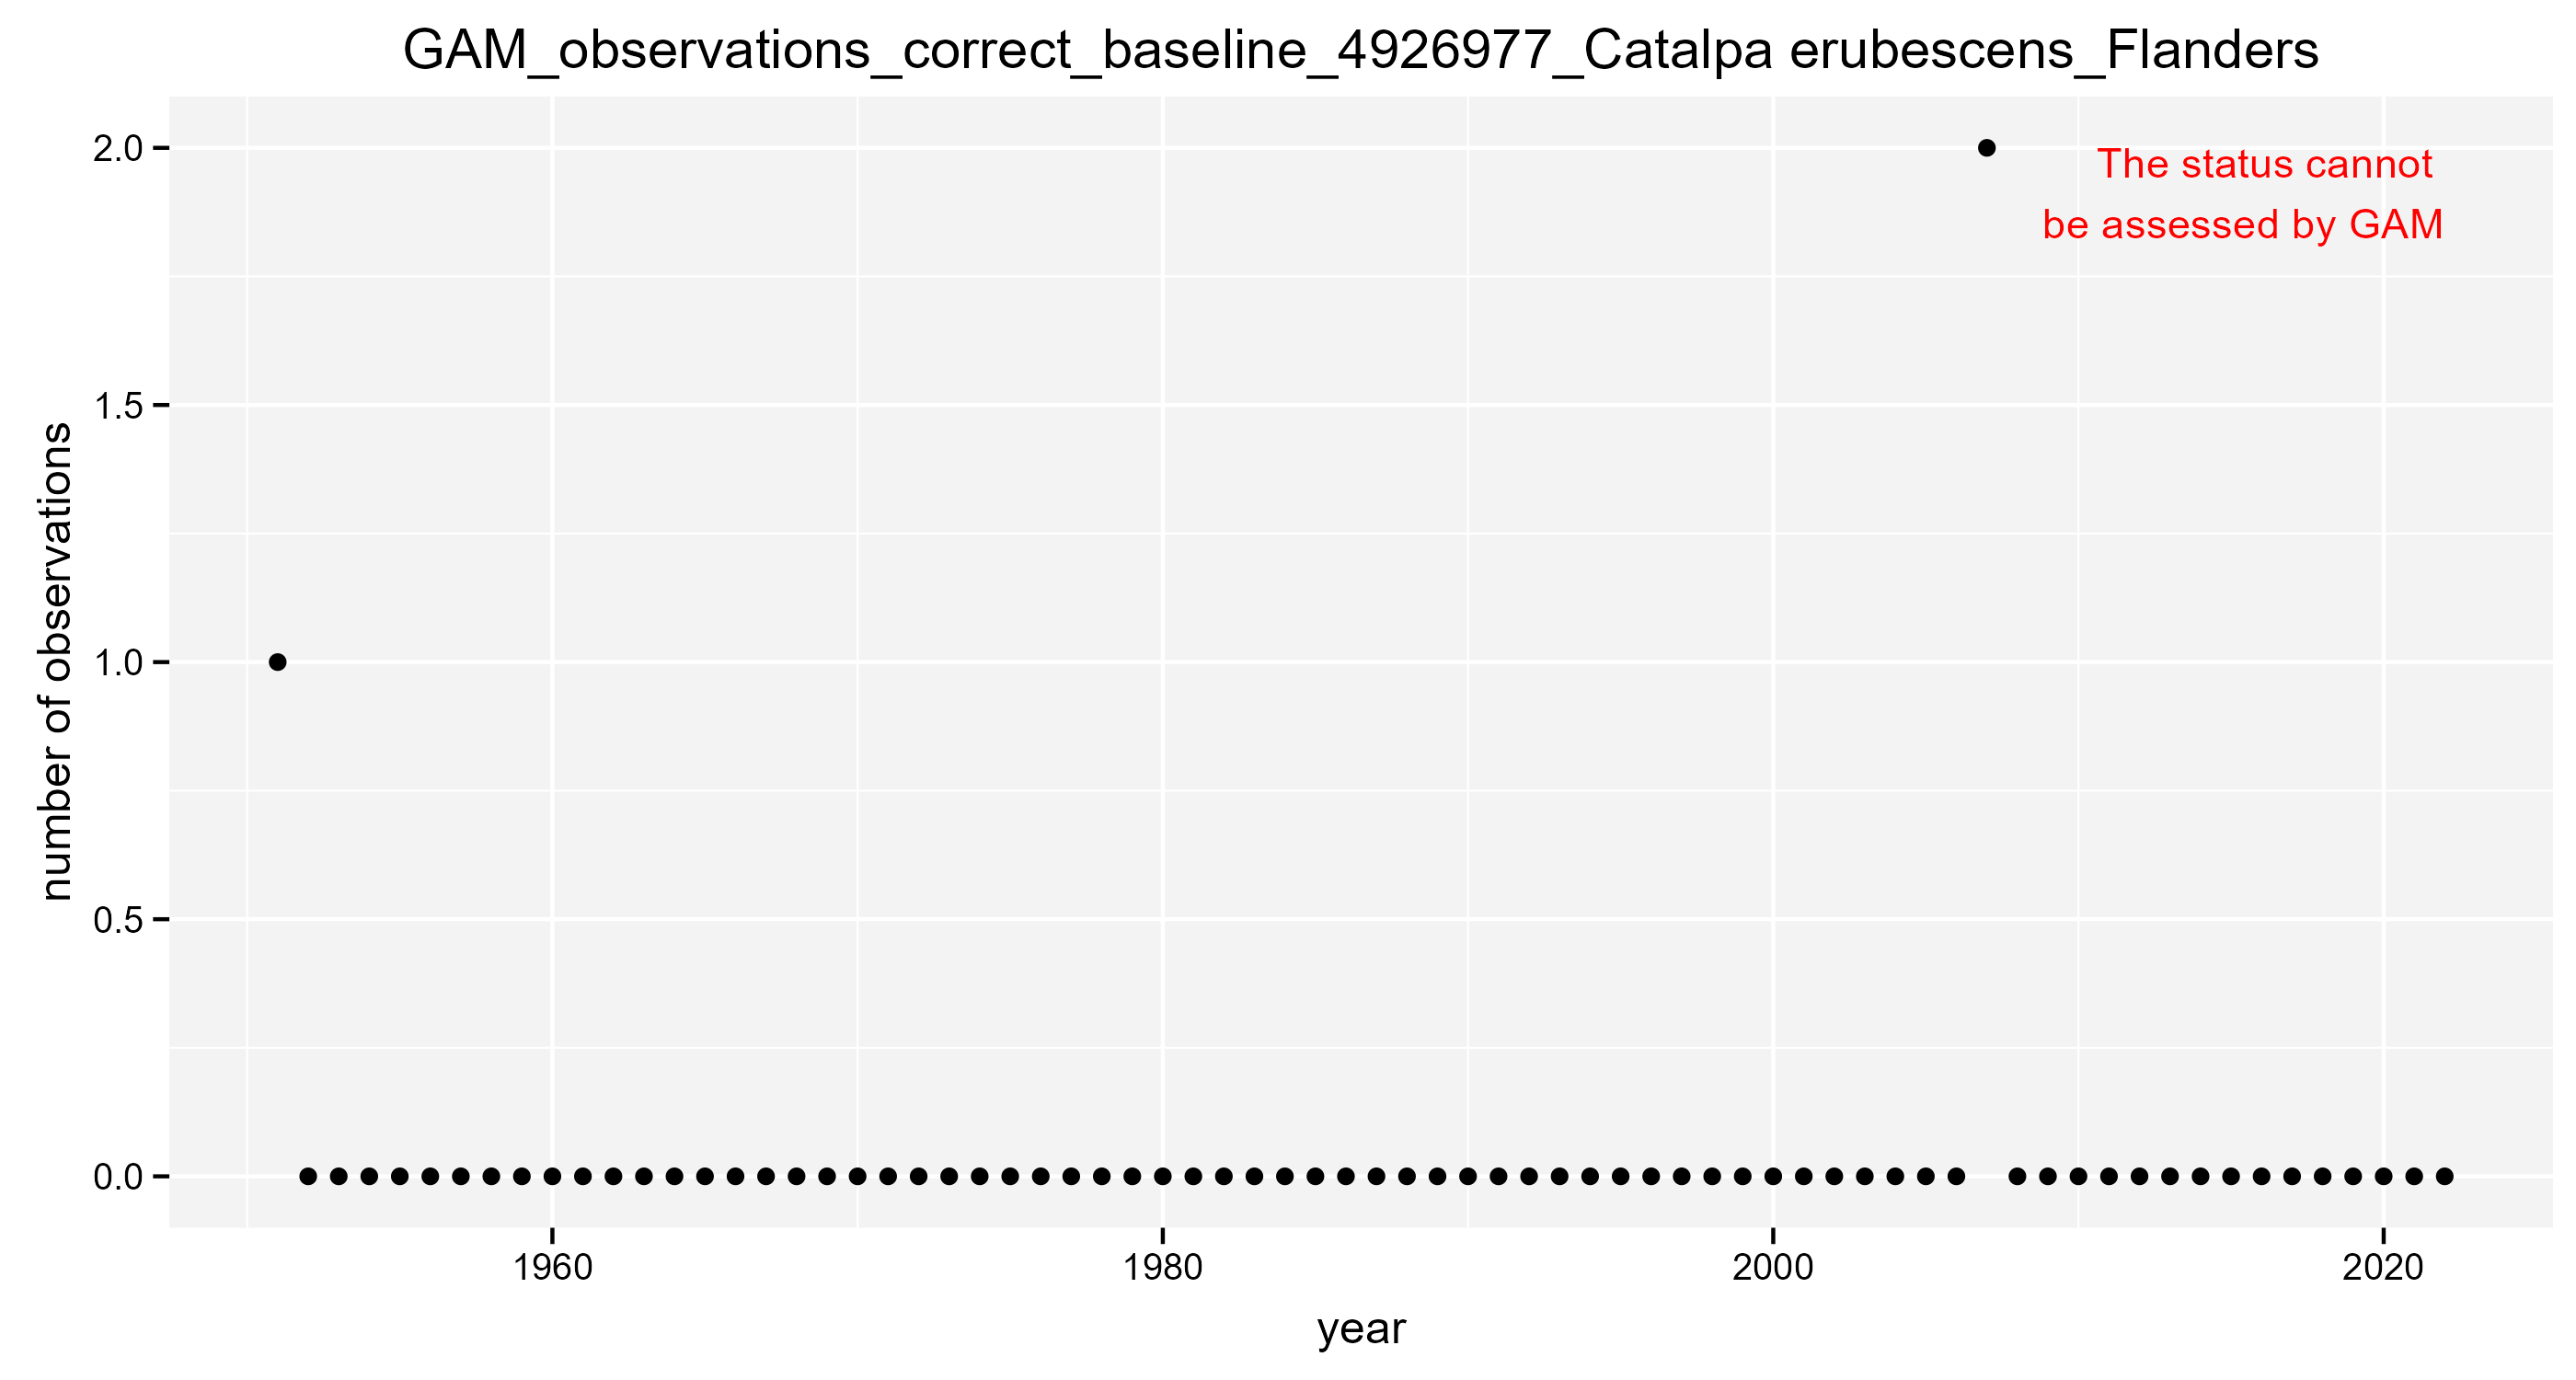 GAM_observations_correct_baseline_4926977_Catalpa erubescens_Flanders
2.0
The status cannot
be assessed by GAM
1.5
number of observations
1.0
0.5
0.0
1960
1980
2000
2020
year